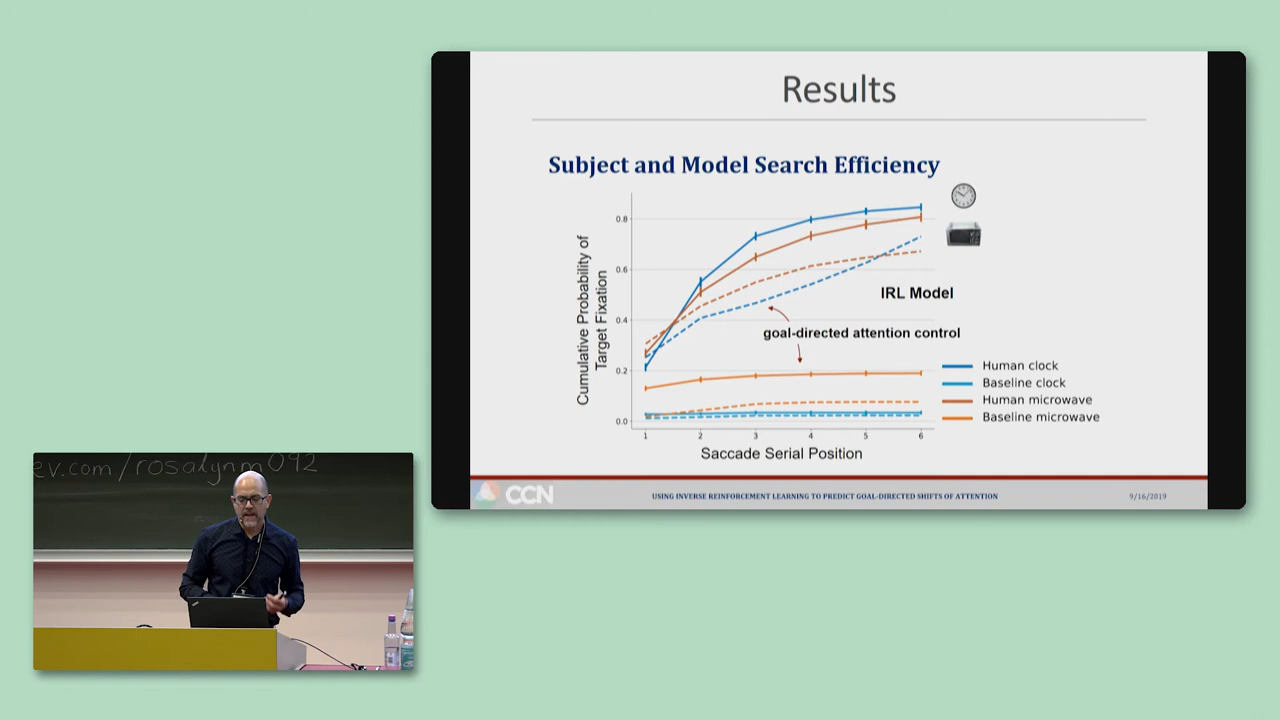 Results
Subject and Model Search Efficiency
Cumulative Probability of
Target Fixation
0.8
0.6
0.4
0.2
0.0
1 2 3 4 5 6
Saccade Serial Position
IRL Model
goal-directed attention control
Human clock
Baseline clock
Human microwave
Baseline microwave
CCN
USING INVERSE REINFORCEMENT LEARNING TO PREDICT GOAL-DIRECTED SHIFTS OF ATTENTION
9/16/2019
ev.com/rosalynm092